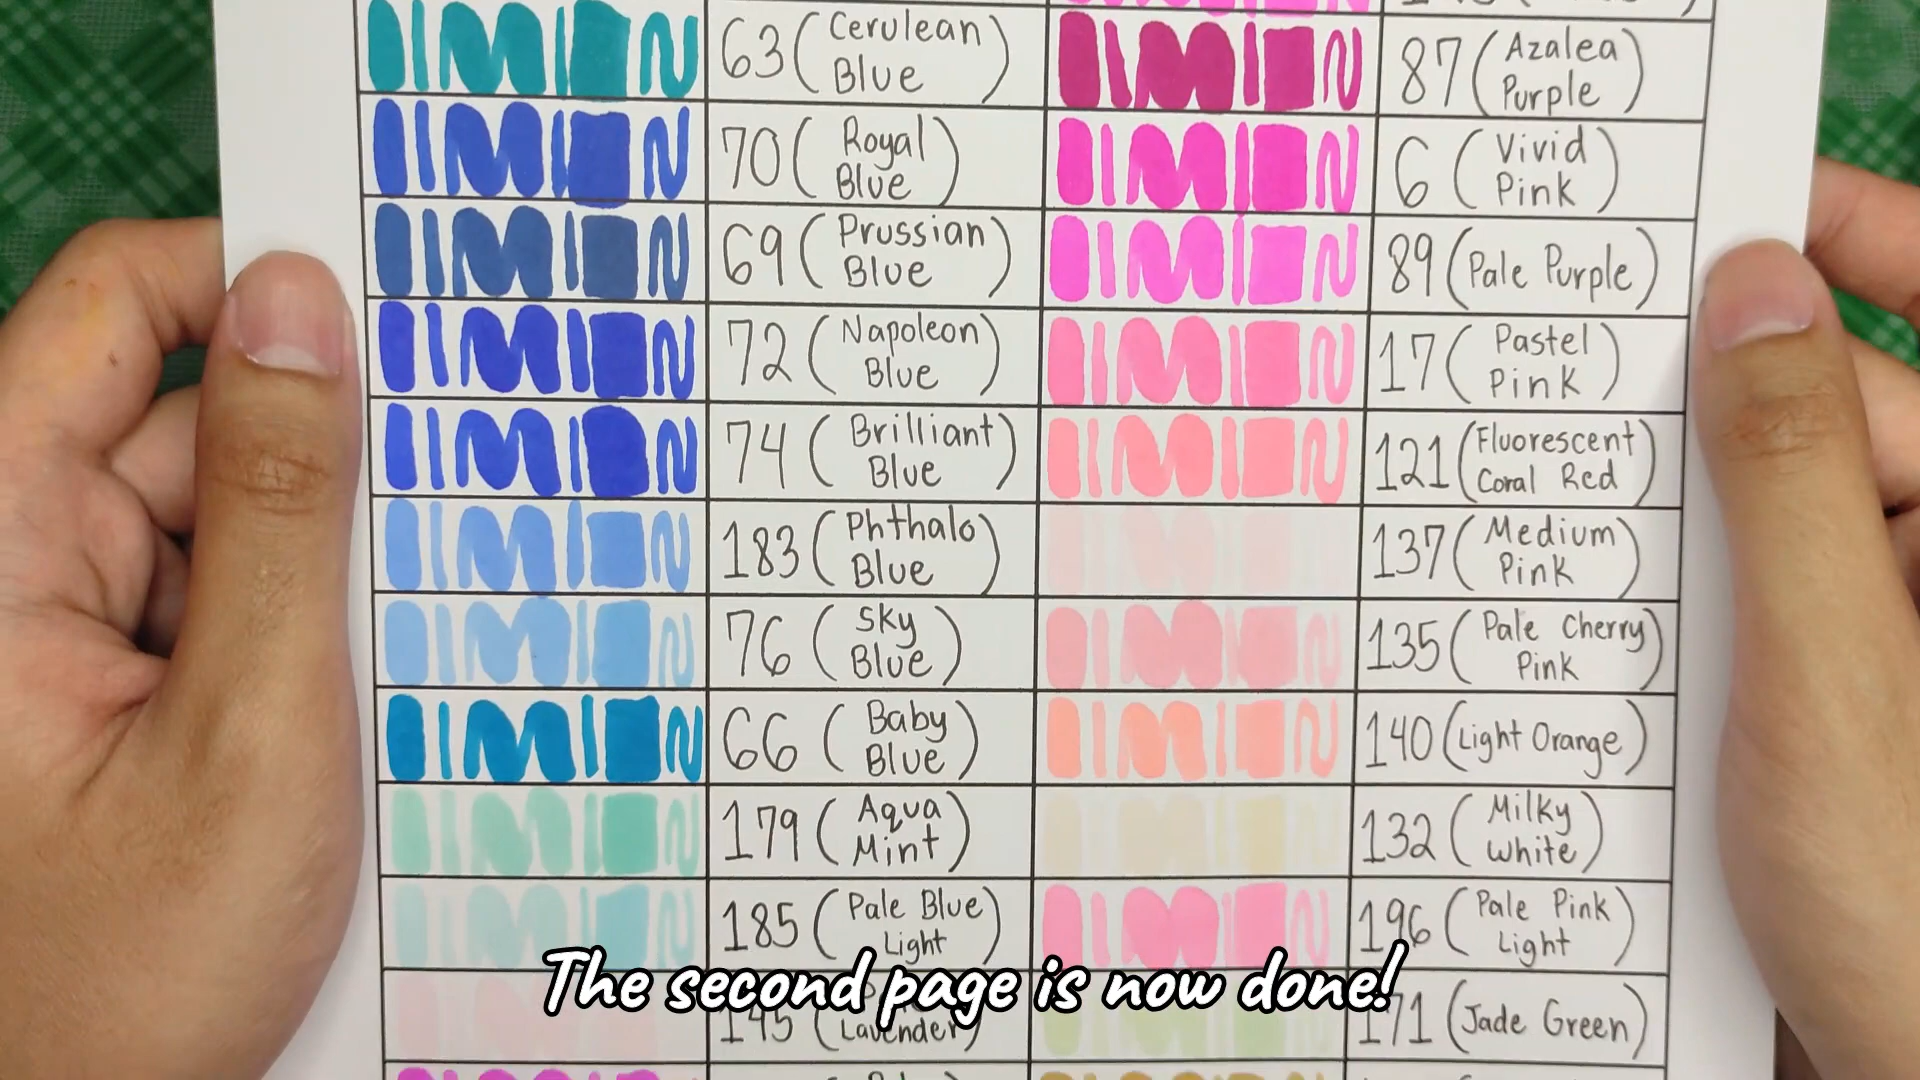 63 (Cerulean
Blue)
87 (Azalea
Purple)
70 (Royal
Blue)
6 (Vivid
Pink)
69 (Prussian
Blue)
89 (Pale Purple)
72 (Napoleon
Blue)
17 (Pastel
Pink)
74 (Brilliant
Blue)
121 (Fluorescent
Coral Red)
183 (Phthalo
Blue)
137 (Medium
Pink)
76 (Sky
Blue)
135 (Pale Cherry
Pink)
66 (Baby
Blue)
140 (Light Orange)
179 (Aqua
Mint)
132 (Milky
White)
185 (Pale Blue
Light)
196 (Pale Pink
Light)
The second page is now done!
145 (
Lavender)
171 (Jade Green)